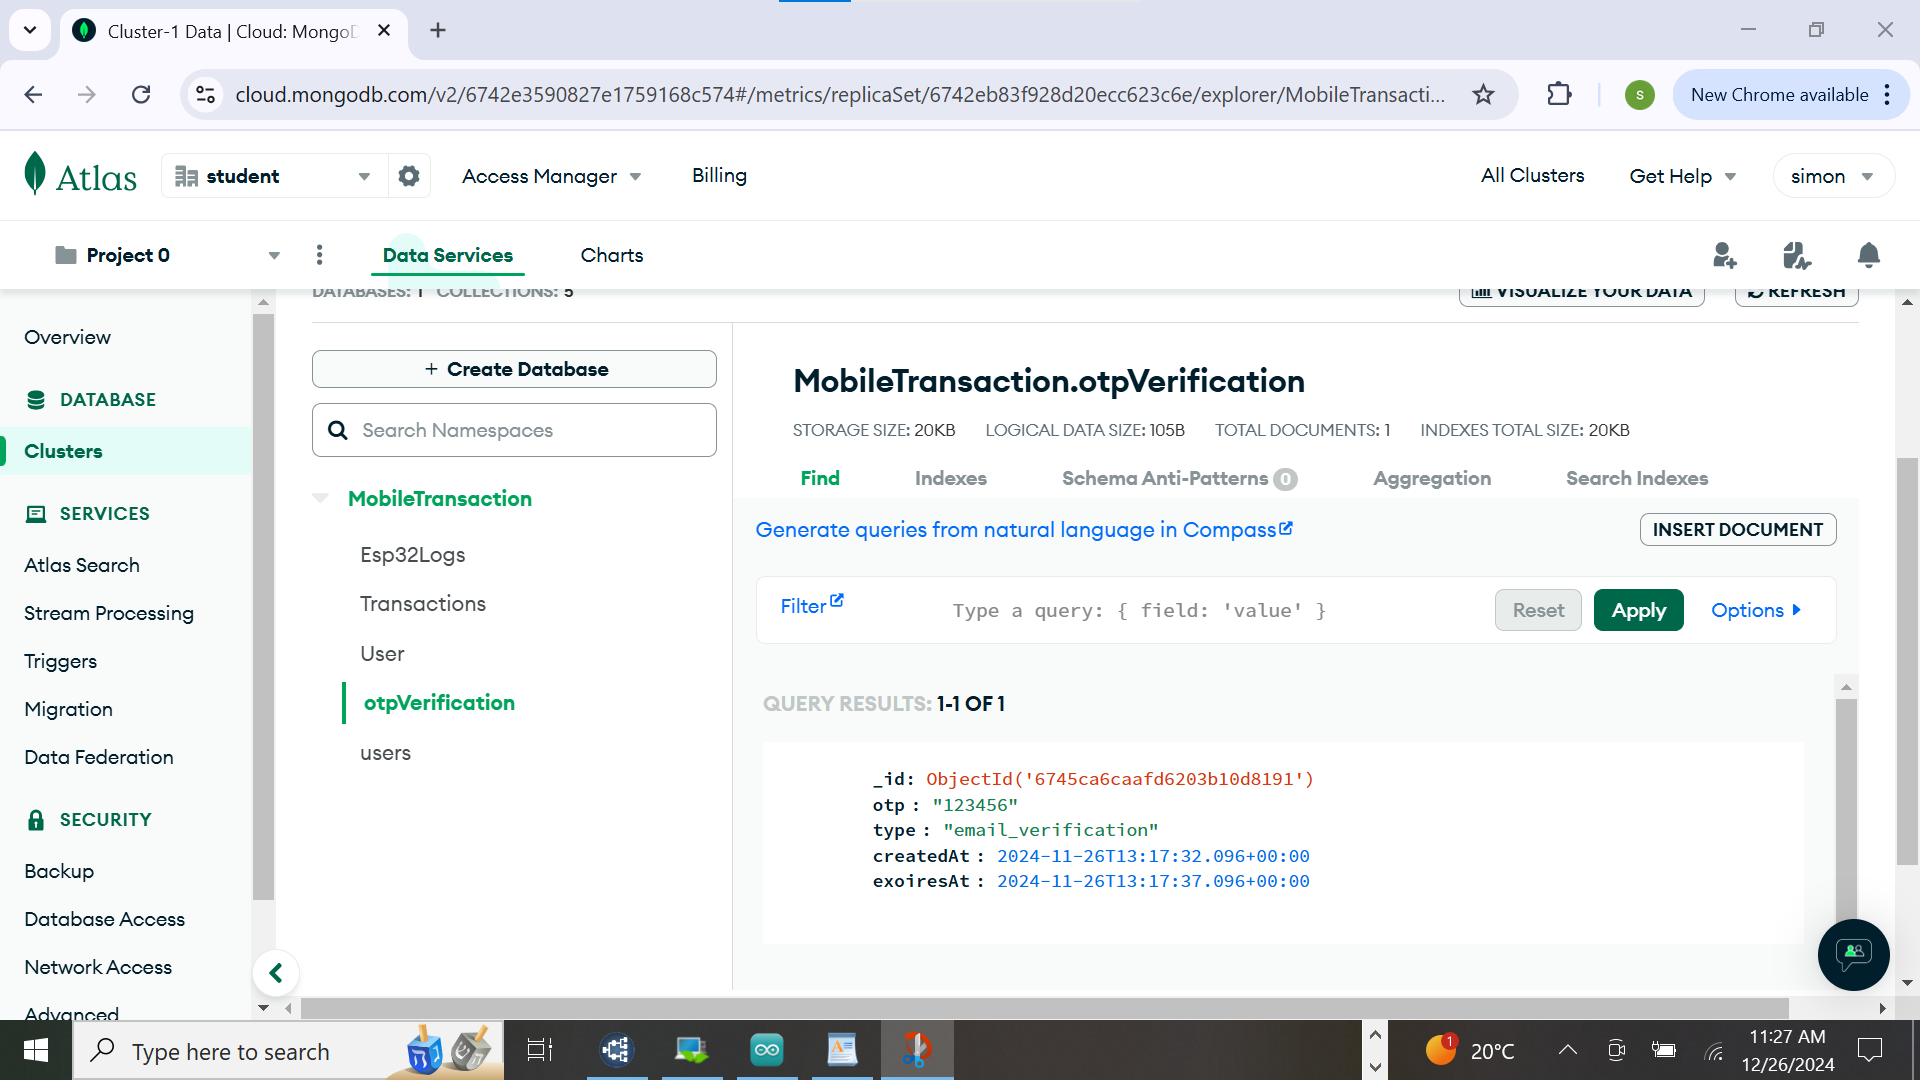 Cluster-1 Data | Cloud: MongoD
cloud.mongodb.com/v2/6742e3590827e1759168c574#/metrics/replicaSet/6742eb83f928d20ecc623c6e/explorer/MobileTransacti...
s
New Chrome available
Atlas
student
Access Manager
Billing
All Clusters
Get Help
simon
Project 0
Data Services
Charts
DATABASES: 1 COLLECTIONS: 5
VISUALIZE YOUR DATA
REFRESH
Overview
DATABASE
Clusters
SERVICES
Atlas Search
Stream Processing
Triggers
Migration
Data Federation
SECURITY
Backup
Database Access
Network Access
Advanced
+ Create Database
Search Namespaces
MobileTransaction
Esp32Logs
Transactions
User
otpVerification
users
MobileTransaction.otpVerification
STORAGE SIZE: 20KB LOGICAL DATA SIZE: 105B TOTAL DOCUMENTS: 1 INDEXES TOTAL SIZE: 20KB
Find
Indexes
Schema Anti-Patterns 0
Aggregation
Search Indexes
Generate queries from natural language in Compass
INSERT DOCUMENT
Filter
Type a query: { field: 'value' }
Reset
Apply
Options
QUERY RESULTS: 1-1 OF 1
_id: ObjectId('6745ca6caafd6203b10d8191')
otp : "123456"
type : "email_verification"
createdAt : 2024-11-26T13:17:32.096+00:00
exoiresAt : 2024-11-26T13:17:37.096+00:00
Type here to search
1
20°C
11:27 AM
12/26/2024